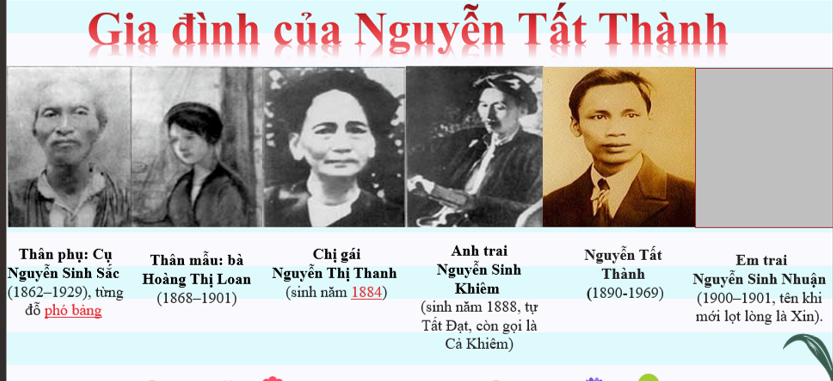 Gia đình của Nguyễn Tất Thành
Thân phụ: Cụ
Nguyễn Sinh Sắc
(1862–1929), từng
đỗ phó bảng
Thân mẫu: bà
Hoàng Thị Loan
(1868–1901)
Chị gái
Nguyễn Thị Thanh
(sinh năm 1884)
Anh trai
Nguyễn Sinh
Khiêm
(sinh năm 1888, tự
Tất Đạt, còn gọi là
Cả Khiêm)
Nguyễn Tất
Thành
(1890-1969)
Em trai
Nguyễn Sinh Nhuận
(1900–1901, tên khi
mới lọt lòng là Xin).